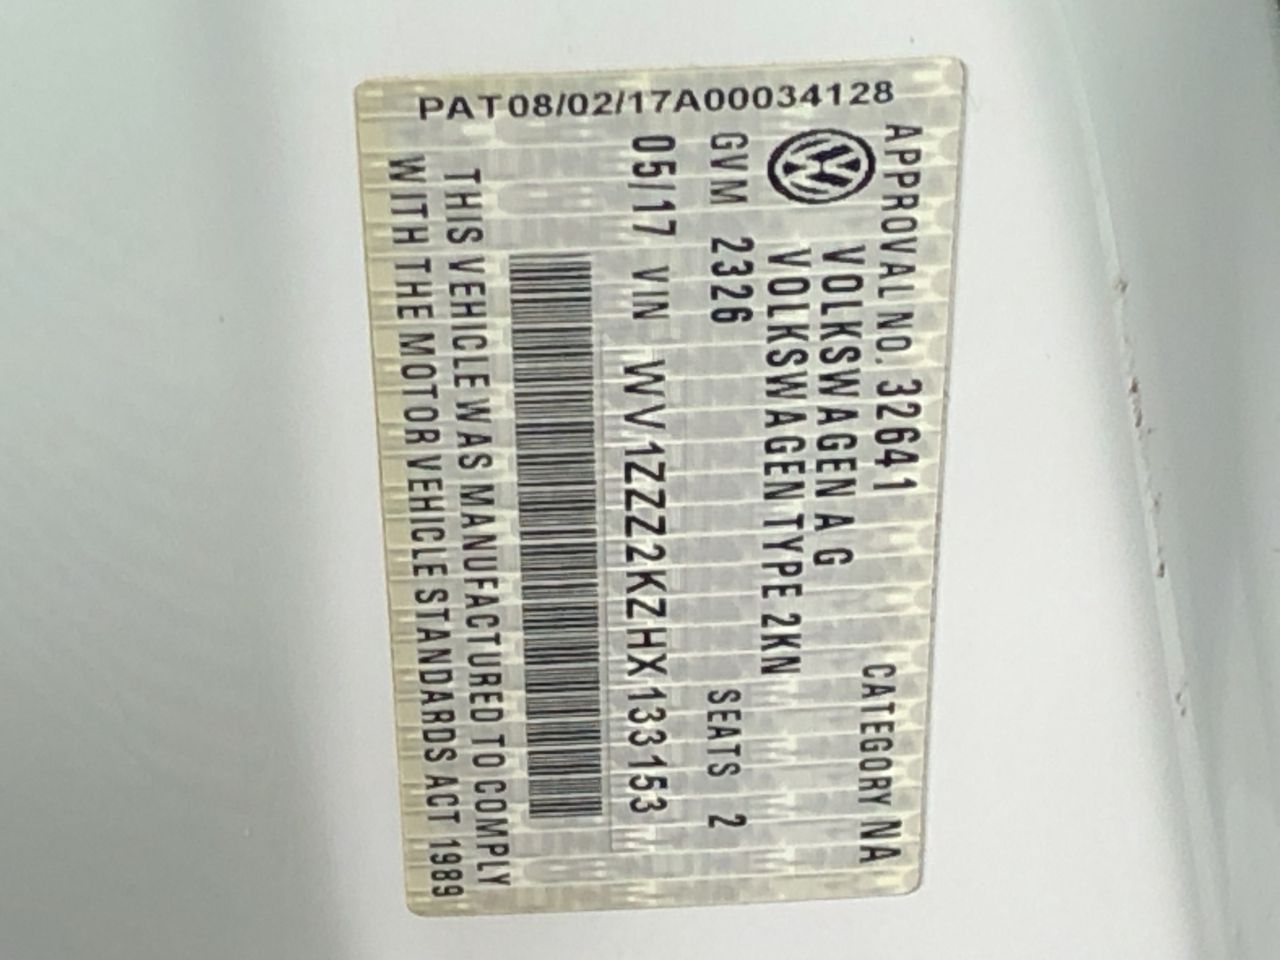 PAT08/02/17A00034128
APPROVAL NO. 32641 CATEGORY NA
VOLKSWAGEN A G
VOLKSWAGEN TYPE 2KN
GVM 2326 SEATS 2
05/17 VIN WV1ZZZ2KZHX133153
THIS VEHICLE WAS MANUFACTURED TO COMPLY
WITH THE MOTOR VEHICLE STANDARDS ACT 1989